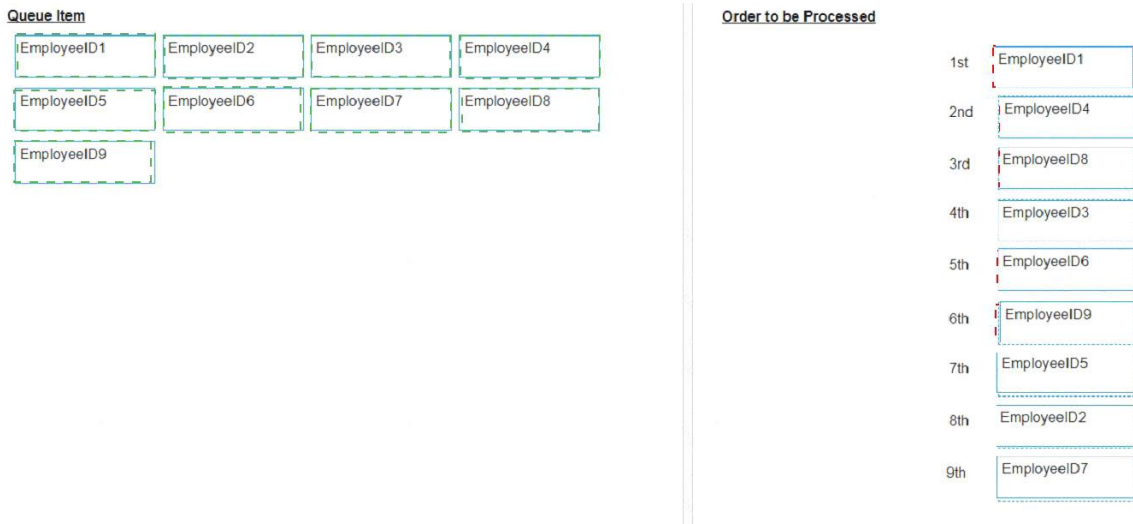 Queue Item
EmployeeID1 EmployeeID2 EmployeeID3 EmployeeID4
EmployeeID5 EmployeeID6 EmployeeID7 EmployeeID8
EmployeeID9
Order to be Processed
1st EmployeeID1
2nd EmployeeID4
3rd EmployeeID8
4th EmployeeID3
5th EmployeeID6
6th EmployeeID9
7th EmployeeID5
8th EmployeeID2
9th EmployeeID7